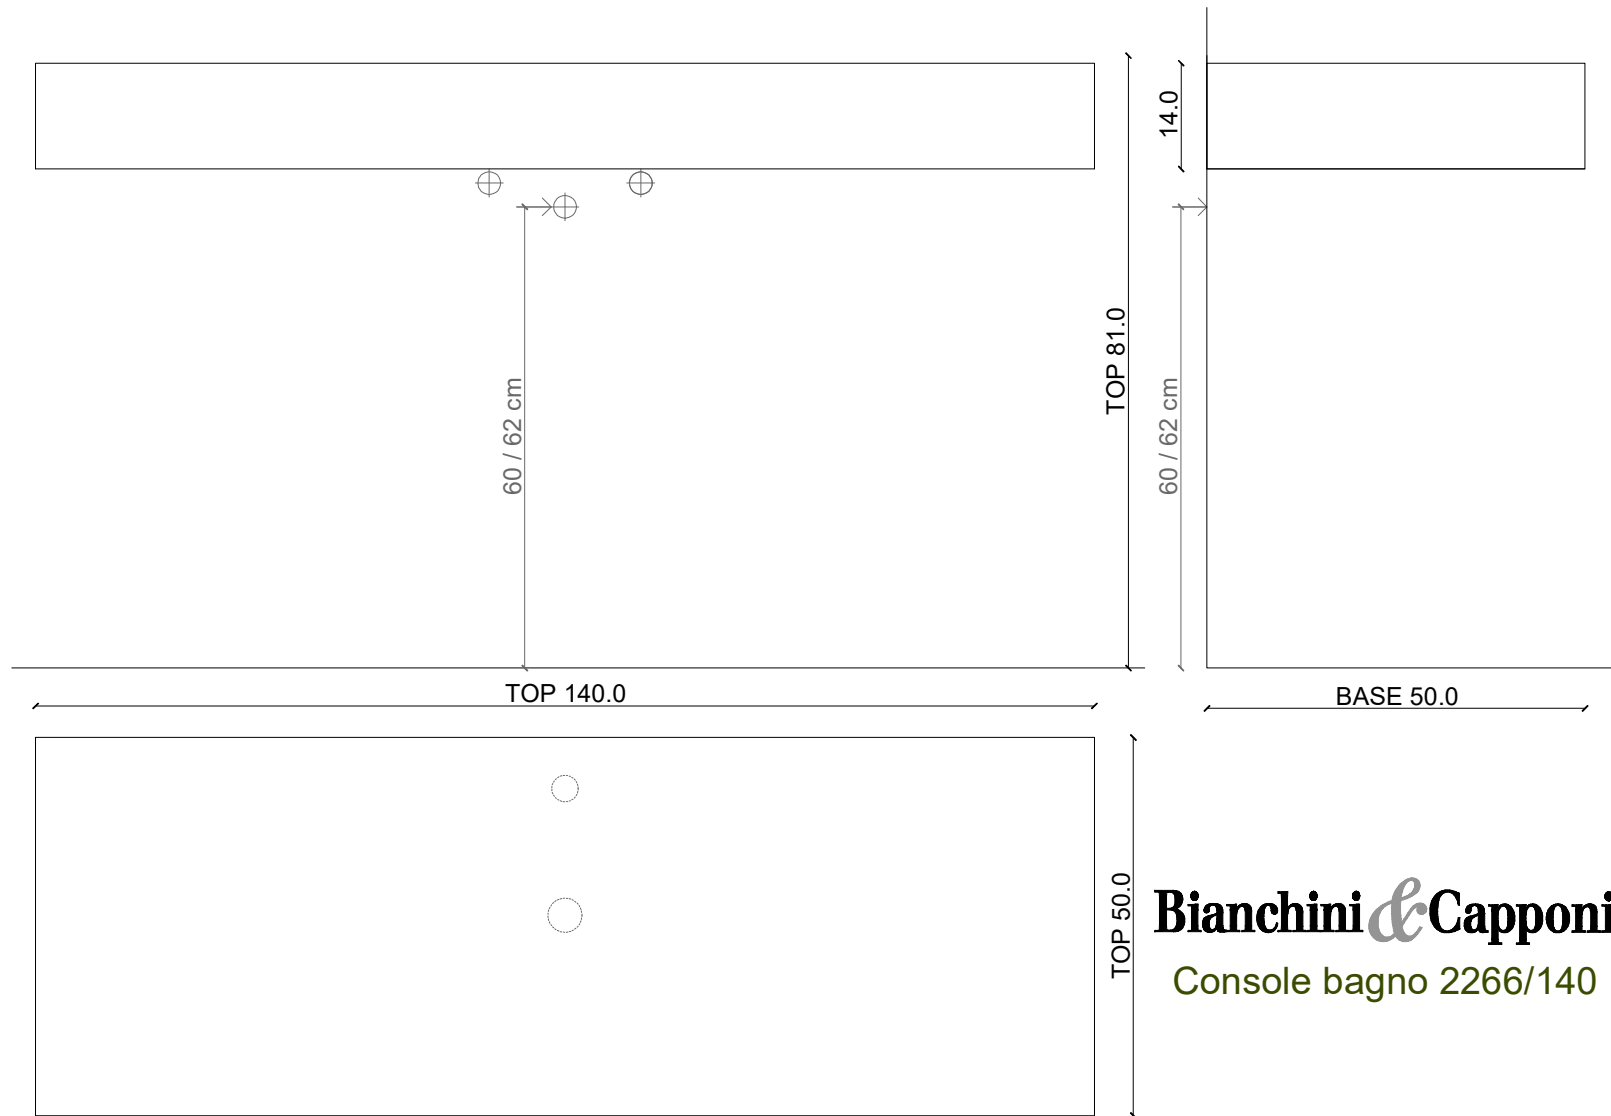 14.0
TOP 81.0
60 / 62 cm
60 / 62 cm
TOP 140.0
BASE 50.0
TOP 50.0
Bianchini & Capponi
Console bagno 2266/140